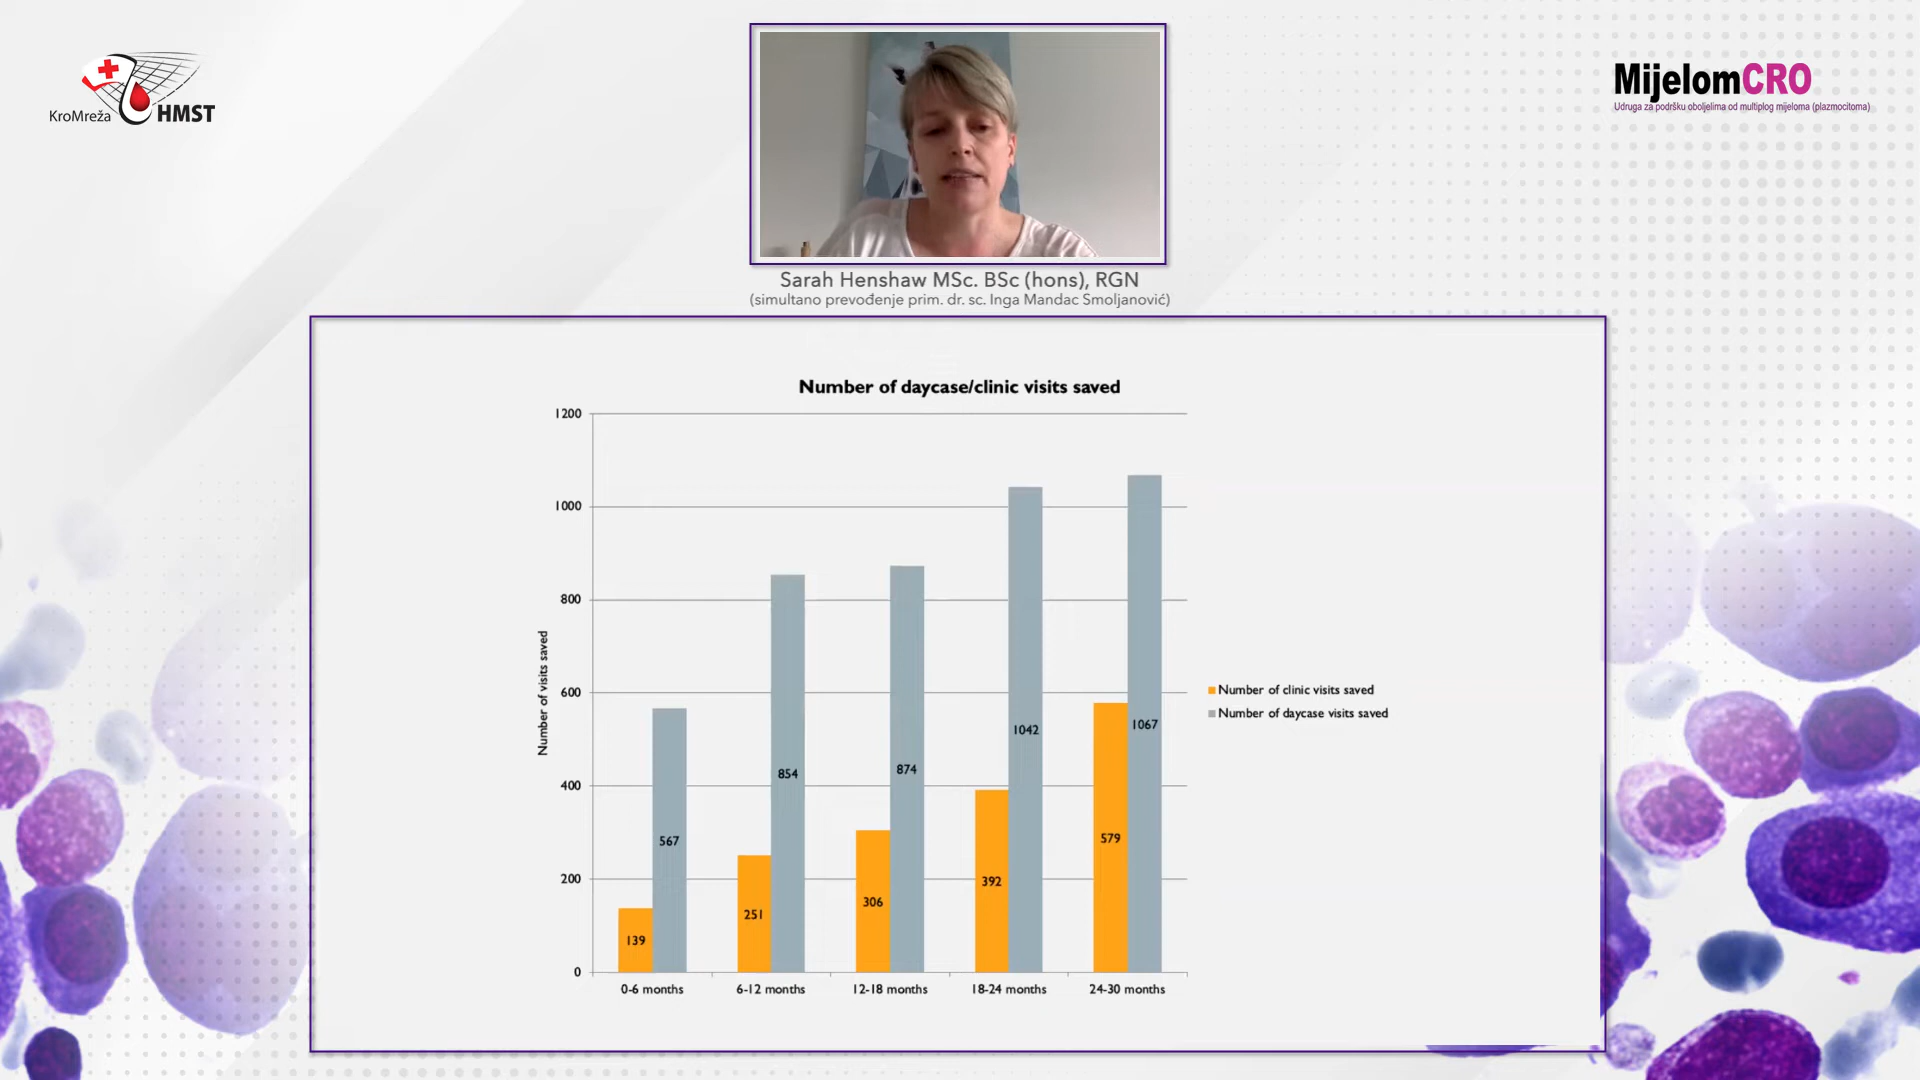 KroMreža HMST
MijelomCRO
Udruga za podršku oboljelima od multiplog mijeloma (plazmocitoma)
Sarah Henshaw MSc. BSc (hons), RGN
(simultano prevođenje prim. dr. sc. Inga Mandac Smoljanović)
Number of daycase/clinic visits saved
Number of visits saved
1200
1000
800
600
400
200
0
139
567
251
854
306
874
392
1042
579
1067
0-6 months
6-12 months
12-18 months
18-24 months
24-30 months
Number of clinic visits saved
Number of daycase visits saved